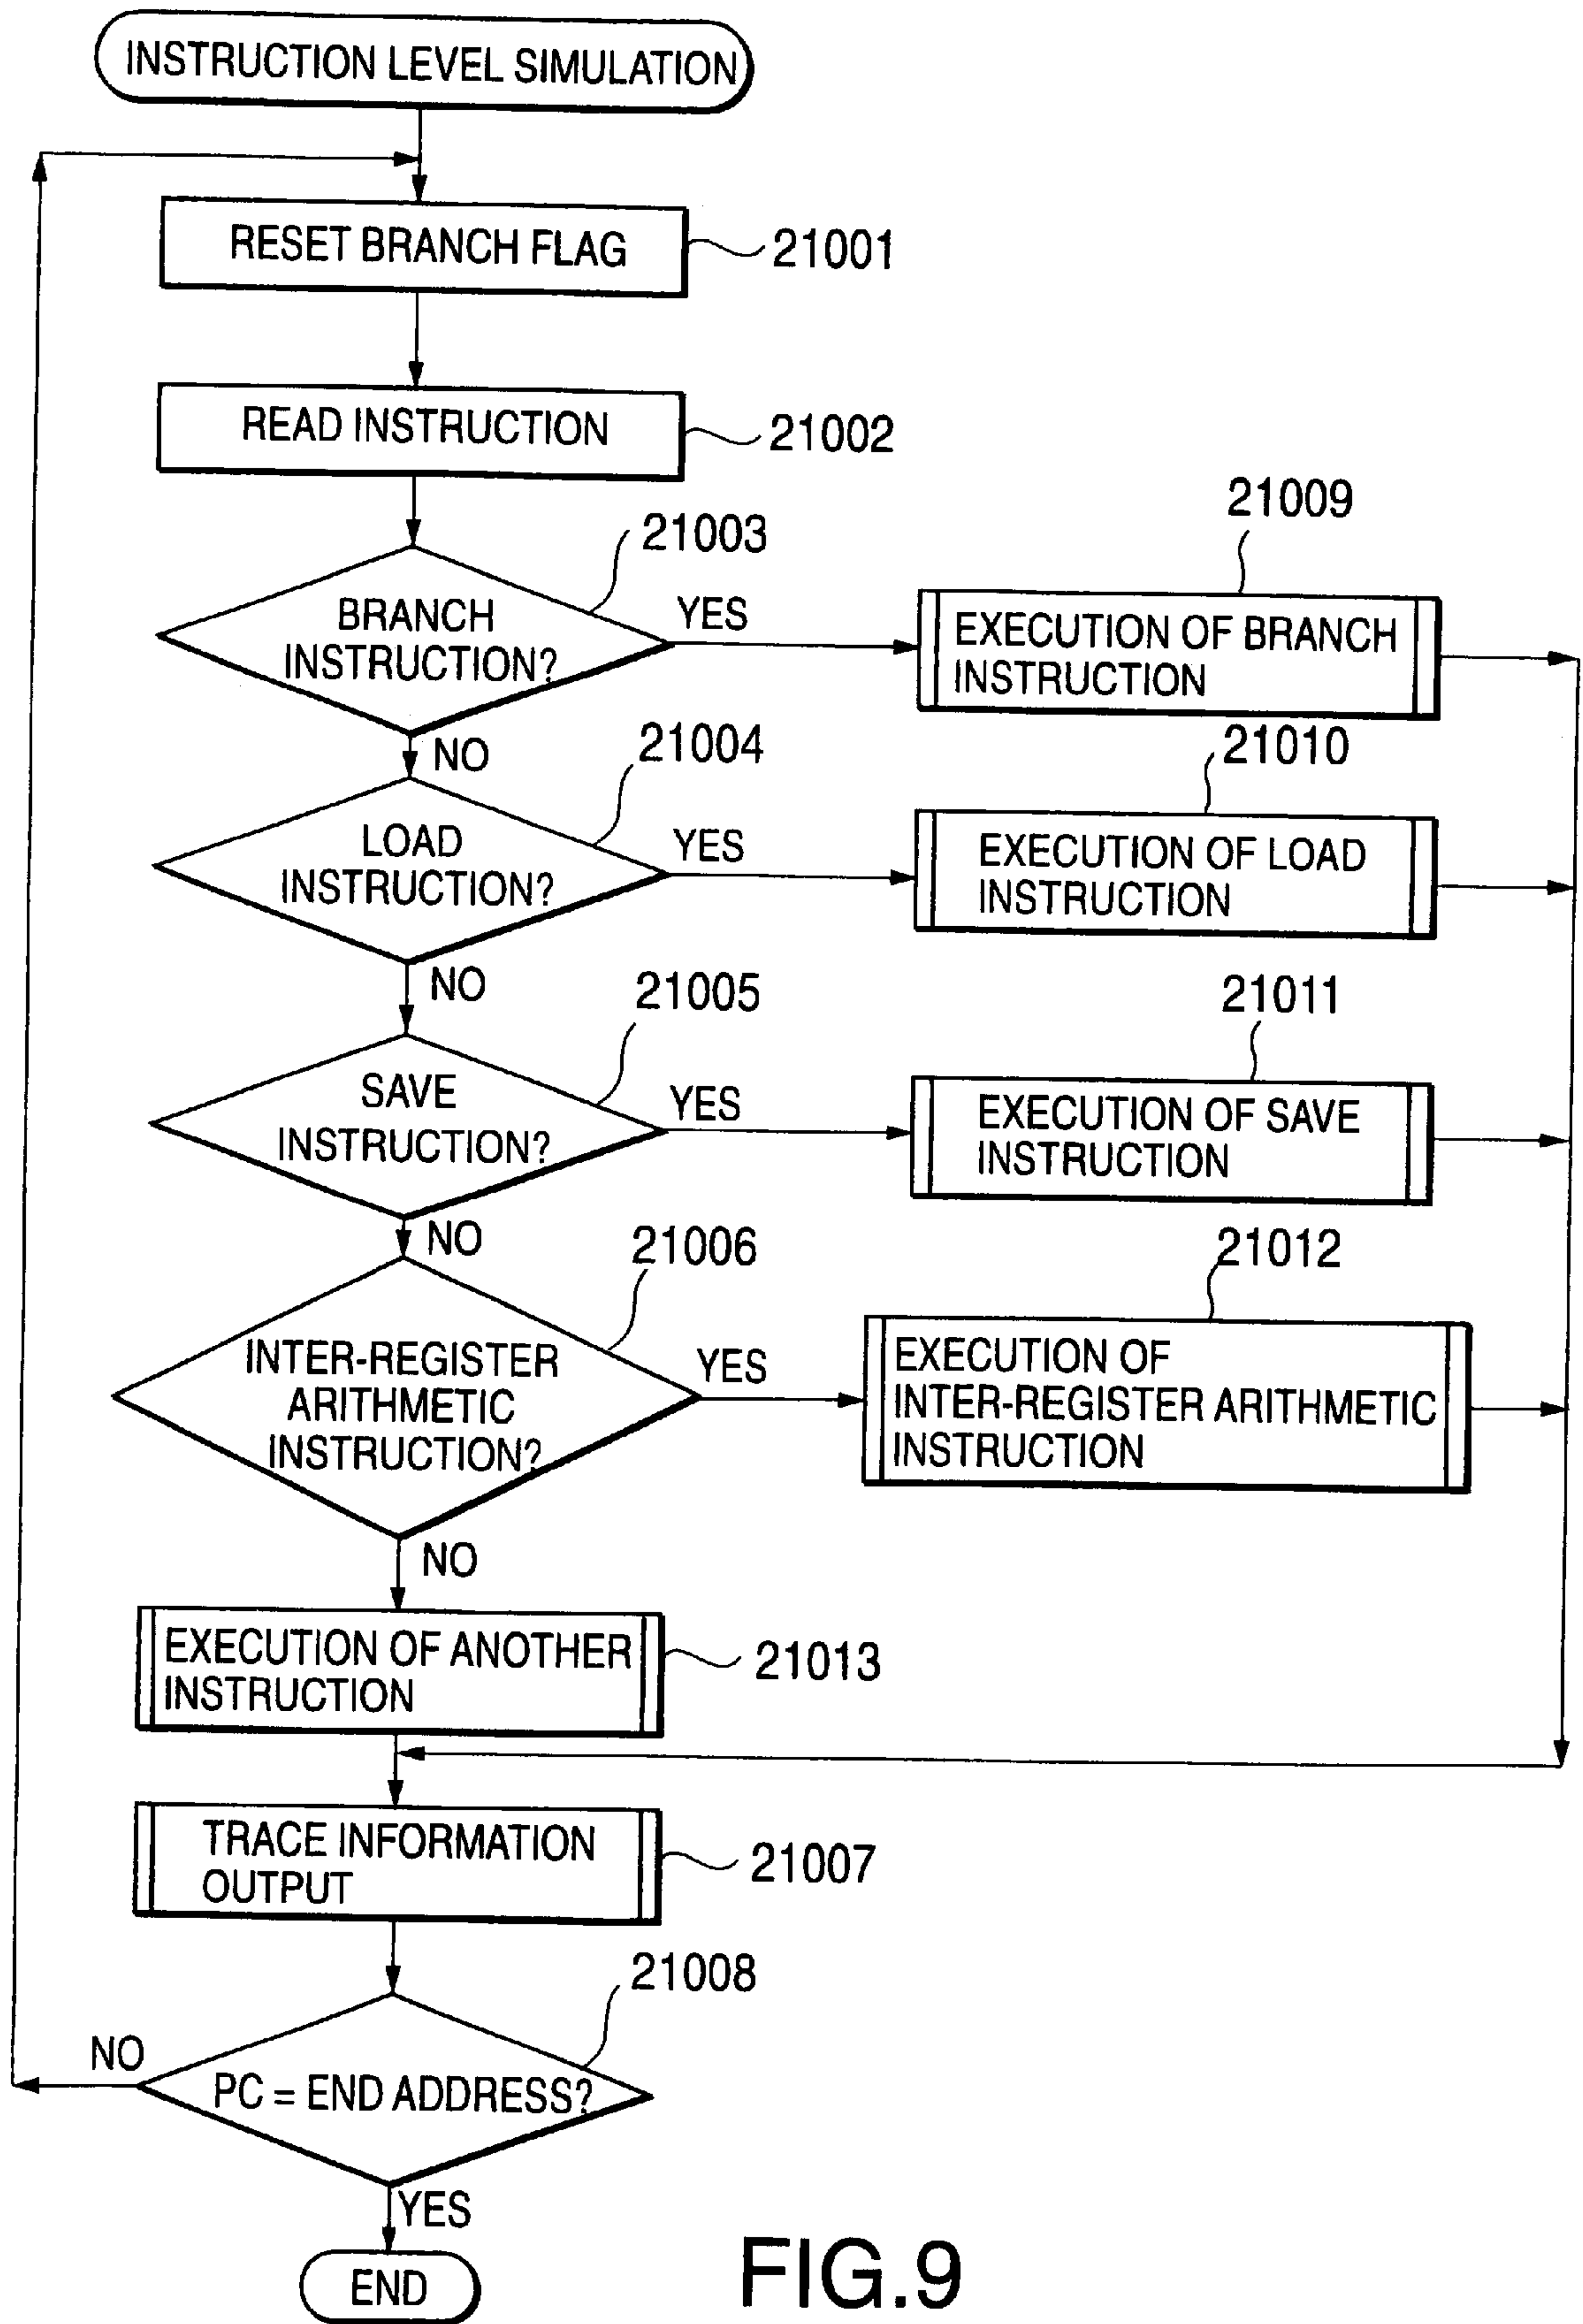 INSTRUCTION LEVEL SIMULATION
RESET BRANCH FLAG
21001
READ INSTRUCTION
21002
21003
BRANCH
INSTRUCTION?
YES
21009
EXECUTION OF BRANCH
INSTRUCTION
NO
21004
LOAD
INSTRUCTION?
YES
21010
EXECUTION OF LOAD
INSTRUCTION
NO
21005
SAVE
INSTRUCTION?
YES
21011
EXECUTION OF SAVE
INSTRUCTION
NO
21006
INTER-REGISTER
ARITHMETIC
INSTRUCTION?
YES
21012
EXECUTION OF
INTER-REGISTER ARITHMETIC
INSTRUCTION
NO
EXECUTION OF ANOTHER
INSTRUCTION
21013
TRACE INFORMATION
OUTPUT
21007
21008
NO
PC = END ADDRESS?
YES
END
FIG.9